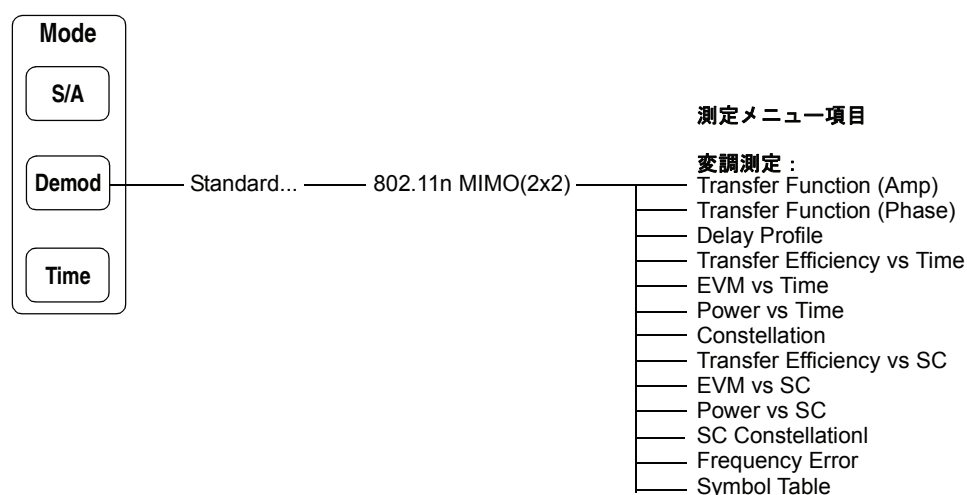 Mode
S/A
Demod
Time
Standard...
802.11n MIMO(2x2)
測定メニュー項目
変調測定：
Transfer Function (Amp)
Transfer Function (Phase)
Delay Profile
Transfer Efficiency vs Time
EVM vs Time
Power vs Time
Constellation
Transfer Efficiency vs SC
EVM vs SC
Power vs SC
SC Constellationl
Frequency Error
Symbol Table